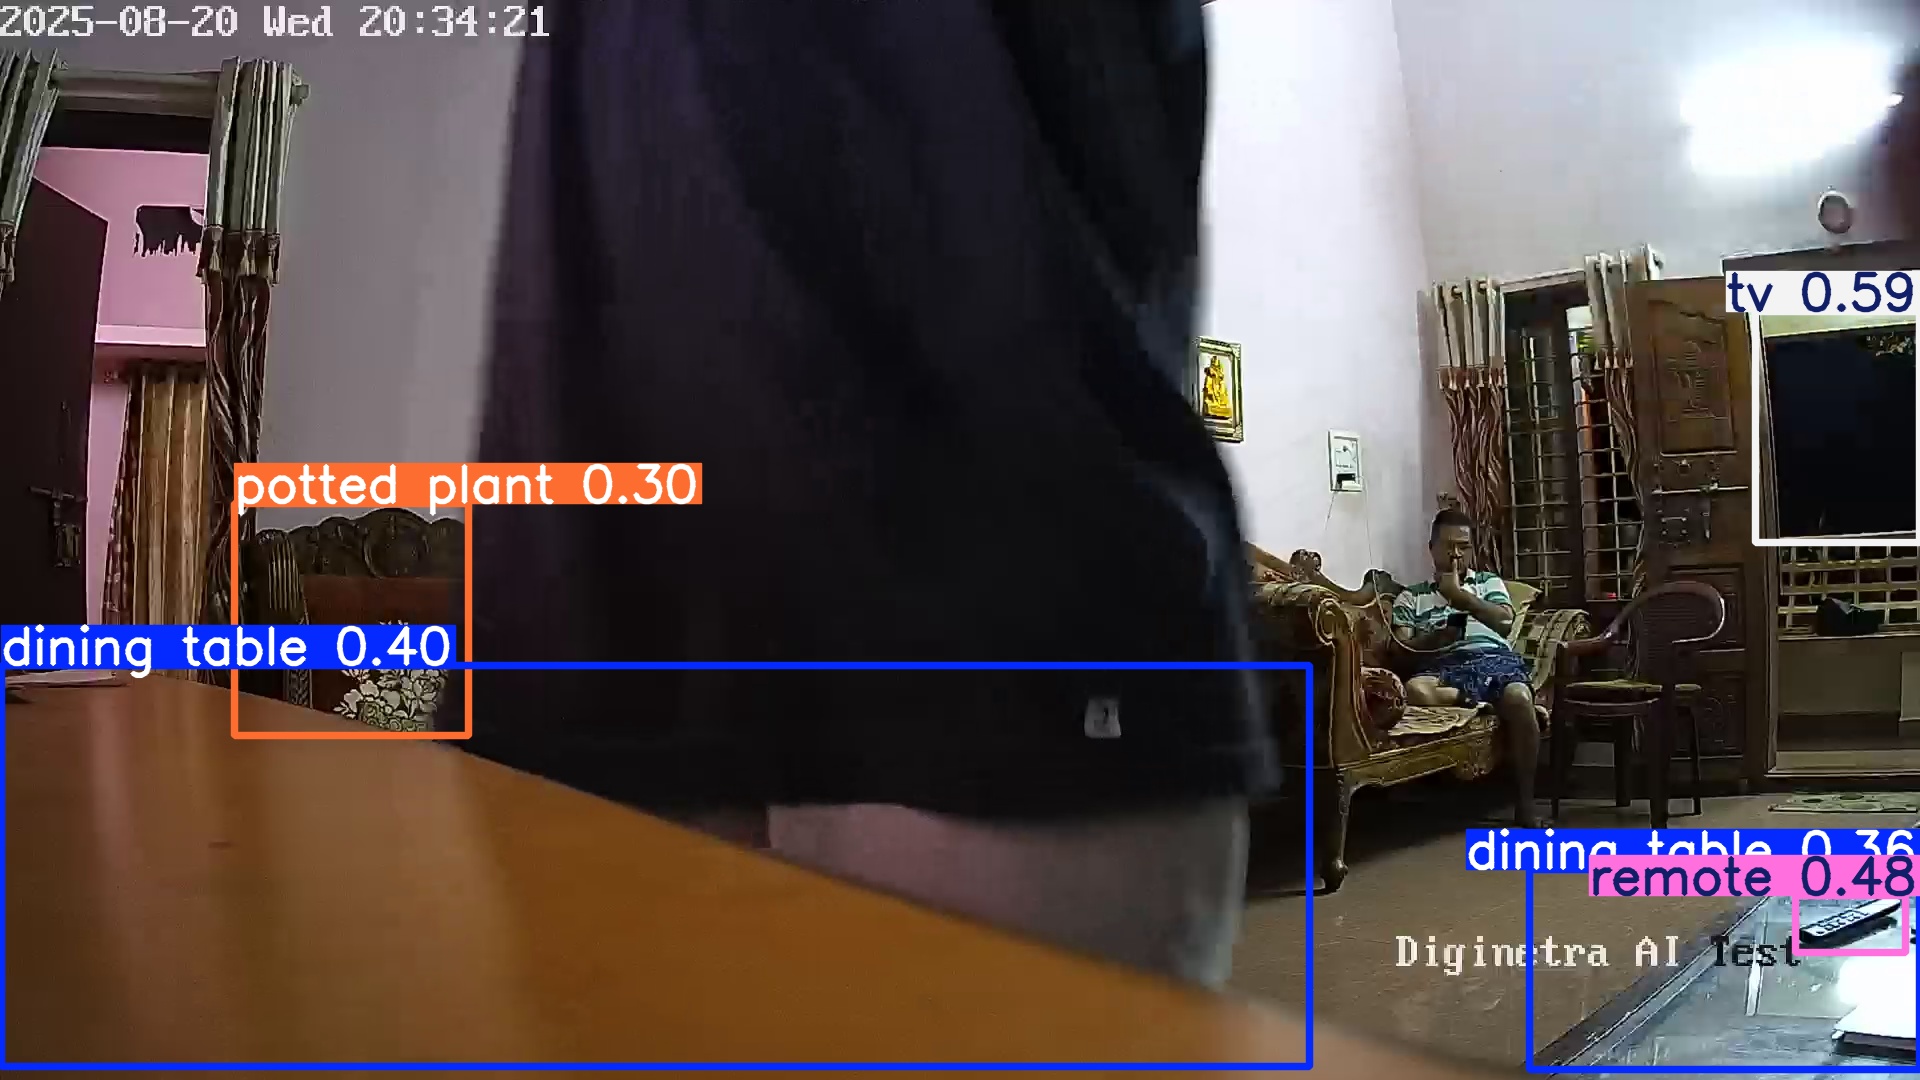 2025-08-20 Wed 20:34:21
tv 0.59
potted plant 0.30
dining table 0.40
dining table 0.36
remote 0.48
Diginetra AI Test